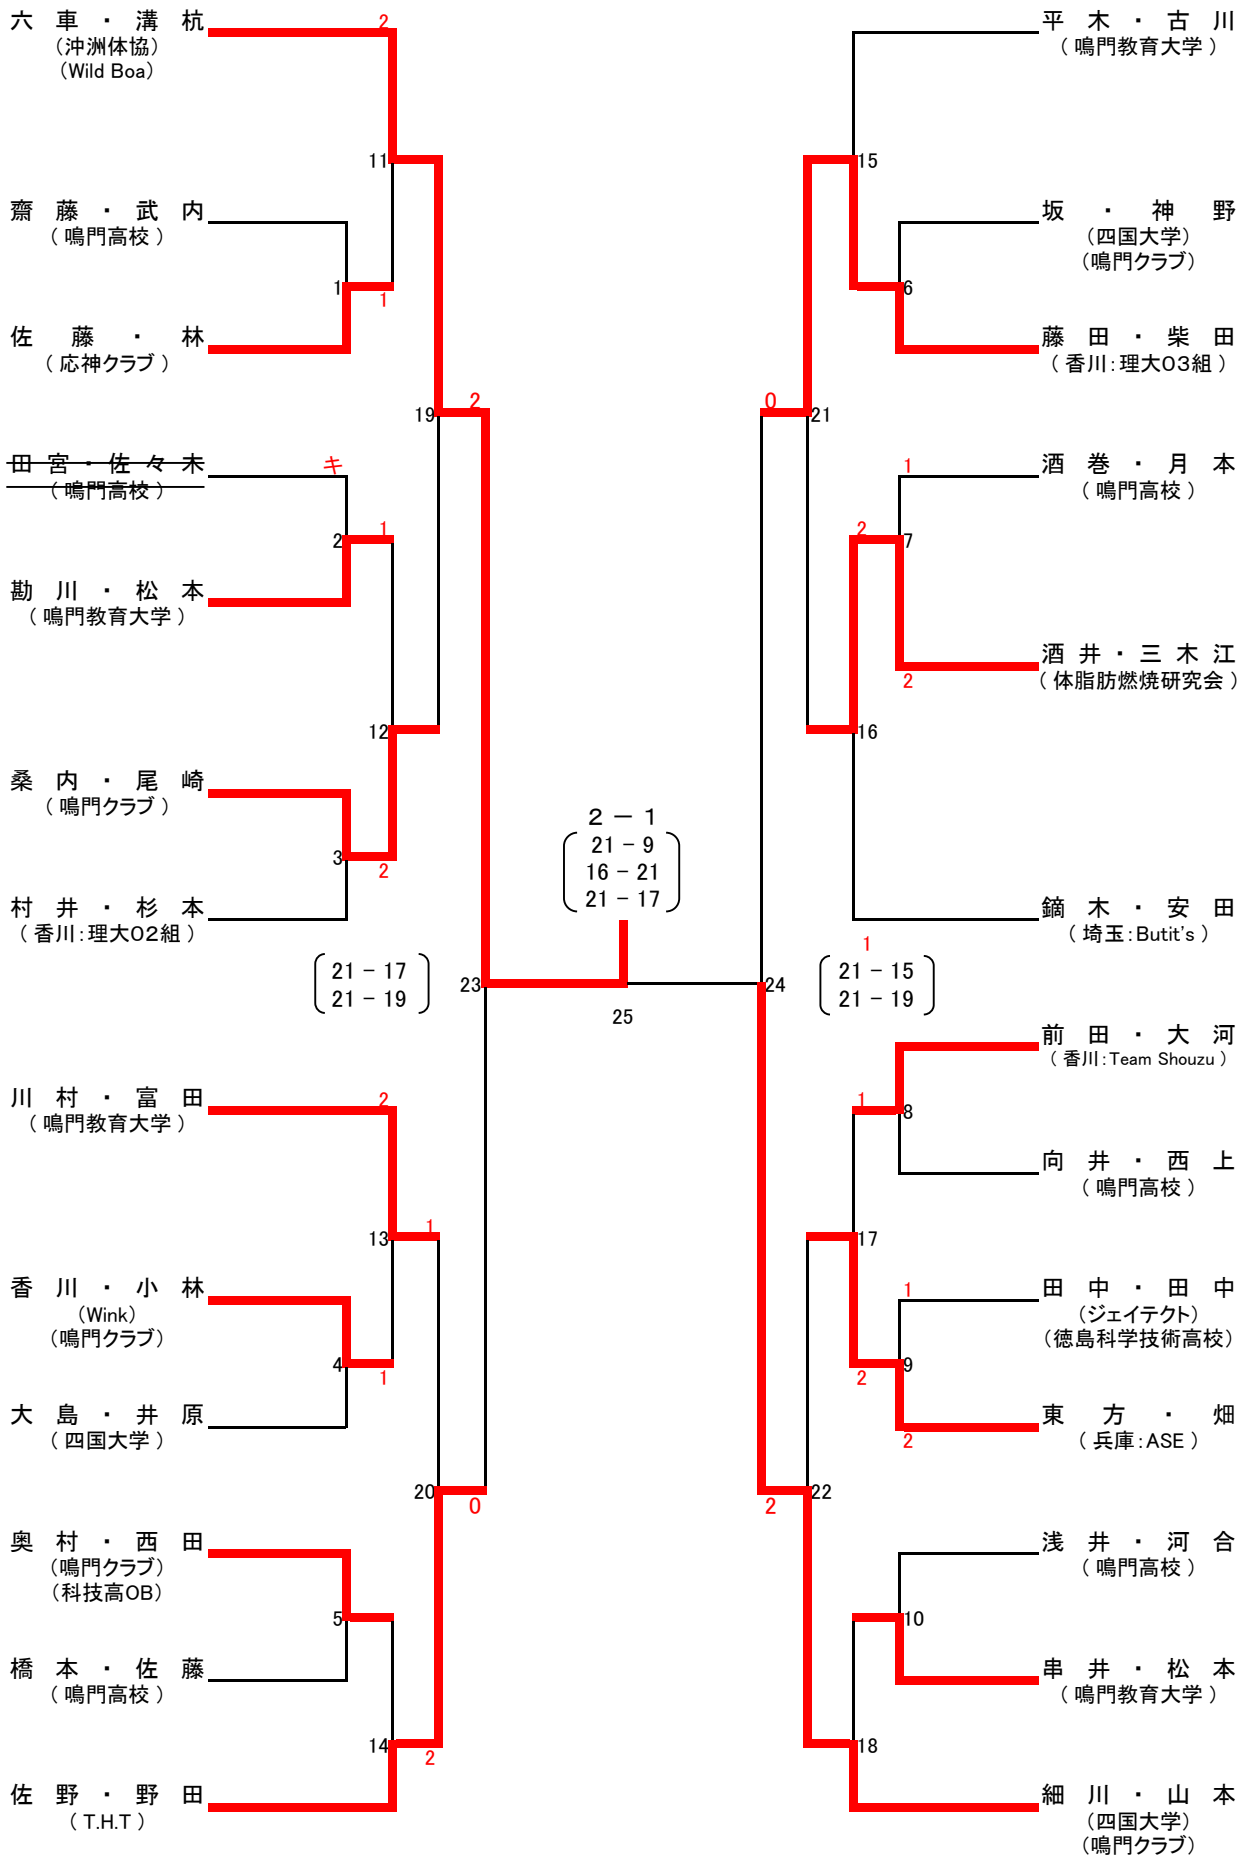 六車・溝杭
(沖洲体協)
(Wild Boa)
2
11
齋藤・武内
( 鳴門高校 )
1
1
佐藤・林
( 応神クラブ )
19
2
田宮・佐々木
( 鳴門高校 )
キ
2
1
勘川・松本
( 鳴門教育大学 )
12
桑内・尾崎
( 鳴門クラブ )
3
2
村井・杉本
( 香川:理大02組 )
21 - 17
21 - 19
23
川村・富田
( 鳴門教育大学 )
2
13
1
香川・小林
(Wink)
(鳴門クラブ)
4
1
大島・井原
( 四国大学 )
20
0
奥村・西田
(鳴門クラブ)
(科技高OB)
5
橋本・佐藤
( 鳴門高校 )
14
2
佐野・野田
( T.H.T )
2 - 1
21 - 9
16 - 21
21 - 17
25
平木・古川
( 鳴門教育大学 )
15
坂・神野
(四国大学)
(鳴門クラブ)
6
藤田・柴田
( 香川:理大03組 )
0
21
酒巻・月本
( 鳴門高校 )
1
2
7
酒井・三木江
( 体脂肪燃焼研究会 )
2
16
鏑木・安田
( 埼玉:Butit's )
1
24
21 - 15
21 - 19
前田・大河
( 香川:Team Shouzu )
1
8
向井・西上
( 鳴門高校 )
17
田中・田中
(ジェイテクト)
(徳島科学技術高校)
1
9
2
東方・畑
( 兵庫:ASE )
2
2
22
浅井・河合
( 鳴門高校 )
10
串井・松本
( 鳴門教育大学 )
18
細川・山本
(四国大学)
(鳴門クラブ)